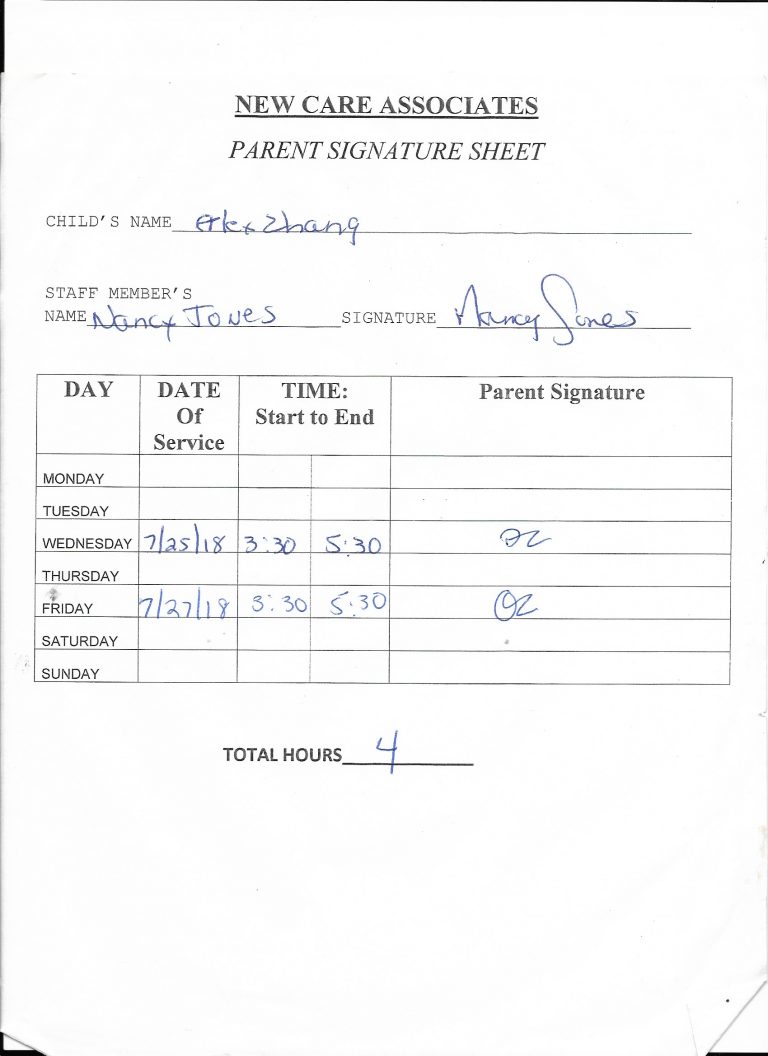 NEW CARE ASSOCIATES
PARENT SIGNATURE SHEET
CHILD'S NAME Alex Zhang
STAFF MEMBER'S
NAME Nancy Jones SIGNATURE Nancy Jones
DAY DATE Of Service TIME: Start to End Parent Signature
MONDAY
TUESDAY
WEDNESDAY 7/25/18 3:30 5:30
THURSDAY
FRIDAY 7/27/18 3:30 5:30
SATURDAY
SUNDAY
TOTAL HOURS 4